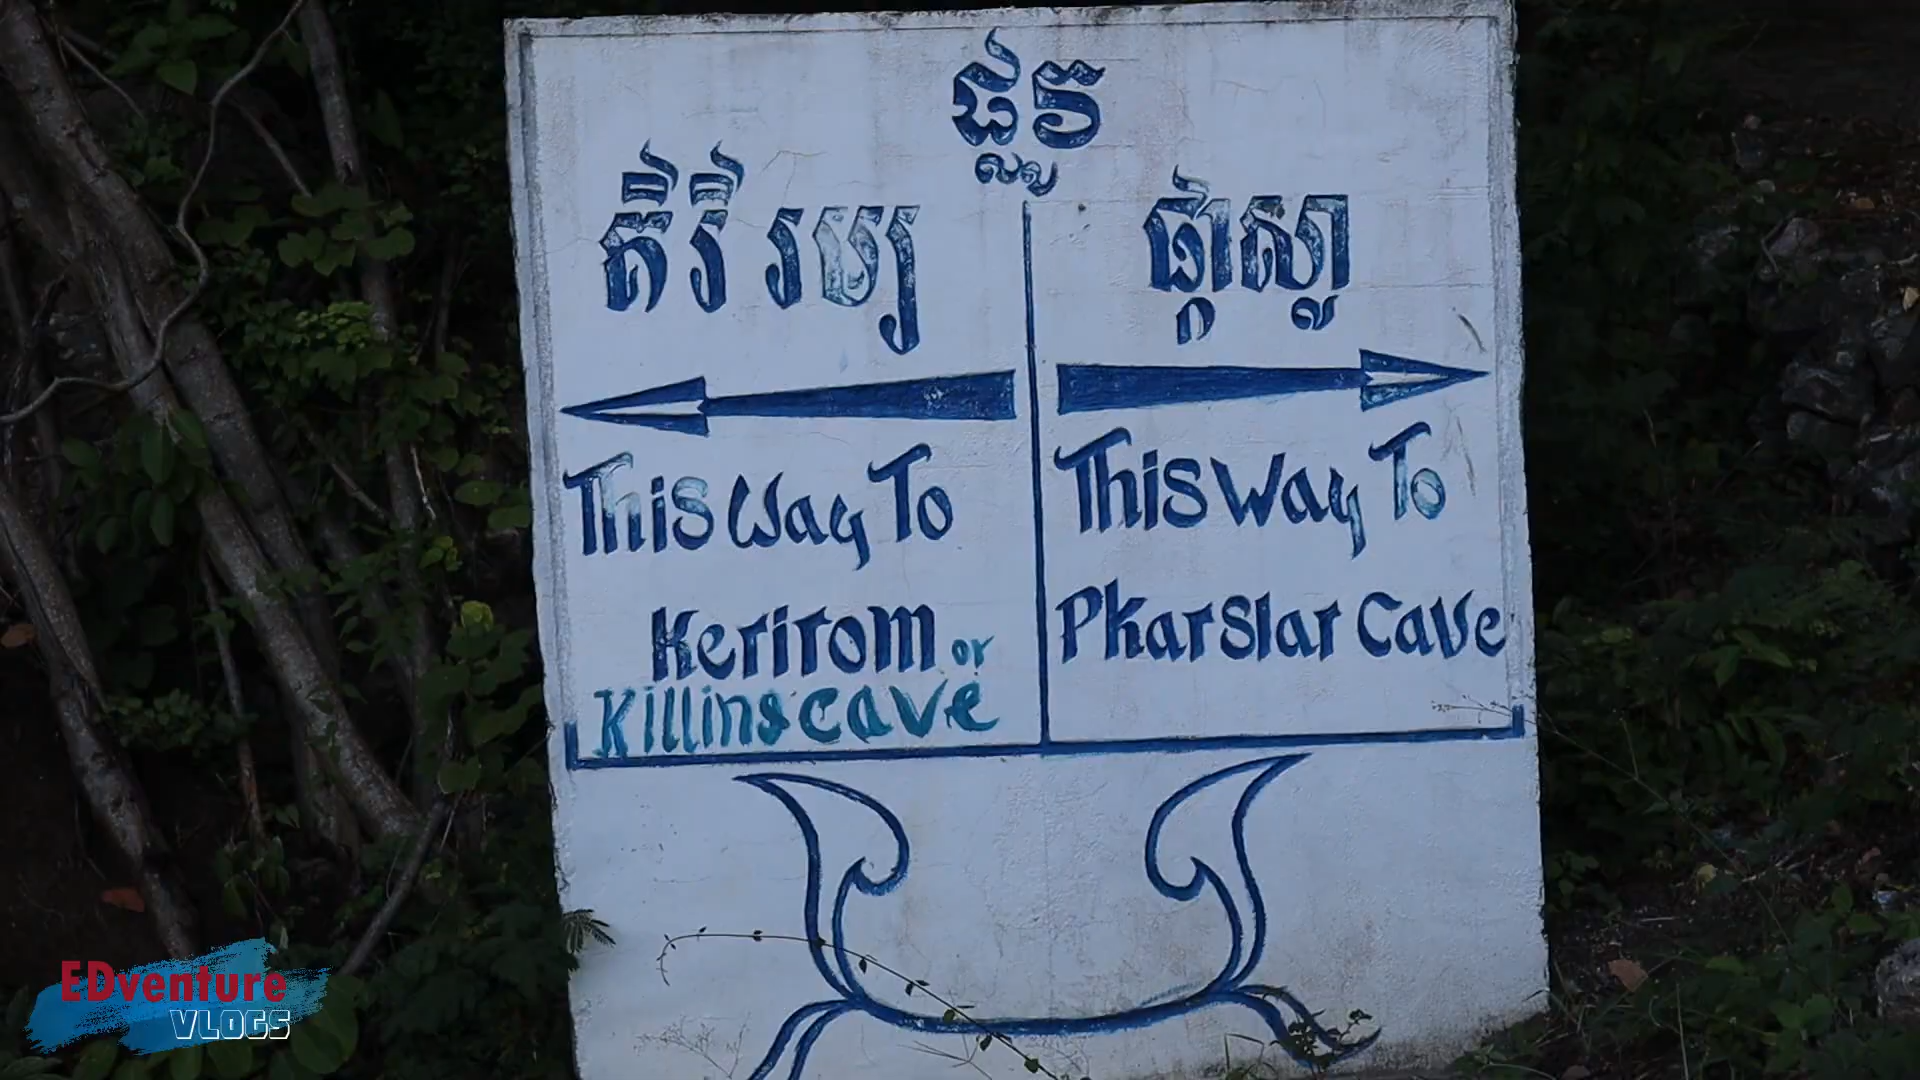 ផ្លូវ
គីរី រម្យ
This Way To
Kerirom or
Killing cave
ផ្កាស្លា
This Way To
Pkar Slar Cave
EDventure
VLOGS